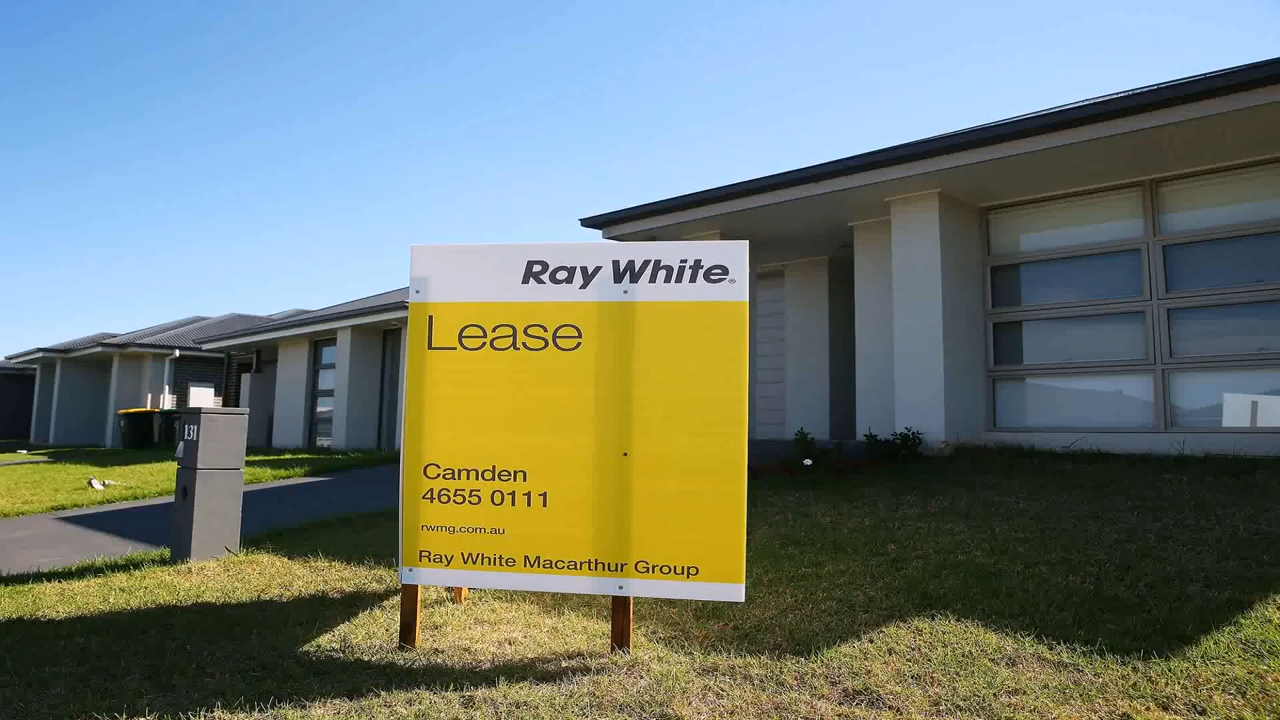 Ray White
Lease
Camden
4655 0111
rwmg.com.au
Ray White Macarthur Group
131